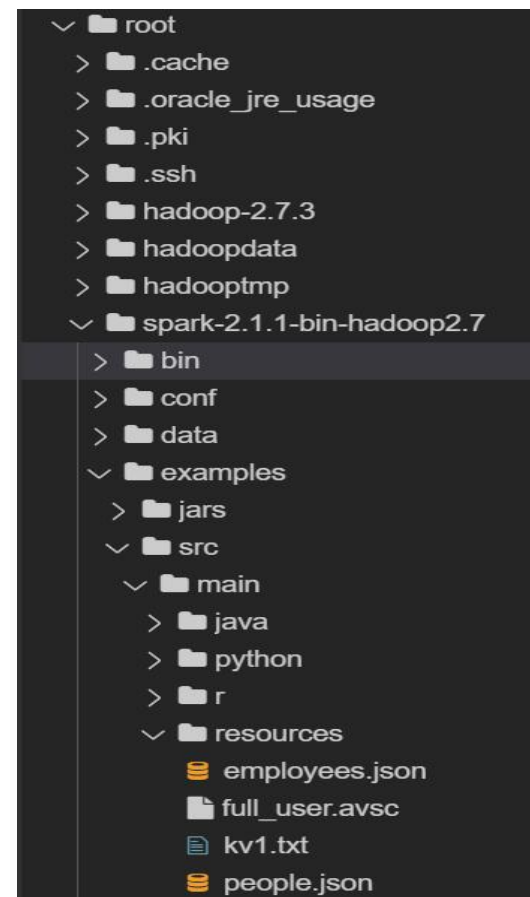 root
.cache
.oracle_jre_usage
.pki
.ssh
hadoop-2.7.3
hadoopdata
hadooptmp
spark-2.1.1-bin-hadoop2.7
bin
conf
data
examples
jars
src
main
java
python
r
resources
employees.json
full_user.avsc
kv1.txt
people.json